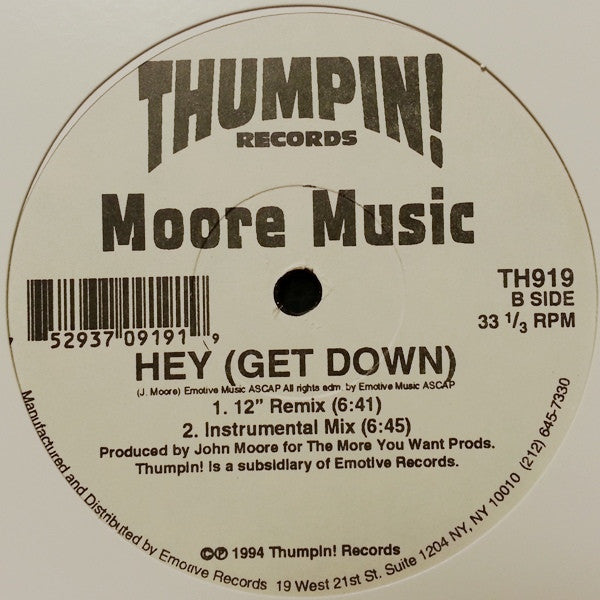 THUMPIN!
RECORDS
Moore Music
TH919
B SIDE
33 1/3 RPM
52937 09191 9
HEY (GET DOWN)
(J. Moore) Emotive Music ASCAP All rights adm. by Emotive Music ASCAP
1. 12" Remix (6:41)
2. Instrumental Mix (6:45)
Produced by John Moore for The More You Want Prods.
Thumpin! is a subsidiary of Emotive Records.
©℗ 1994 Thumpin! Records
Manufactured and Distributed by Emotive Records 19 West 21st St. Suite 1204 NY, NY 10010 (212) 645-7330